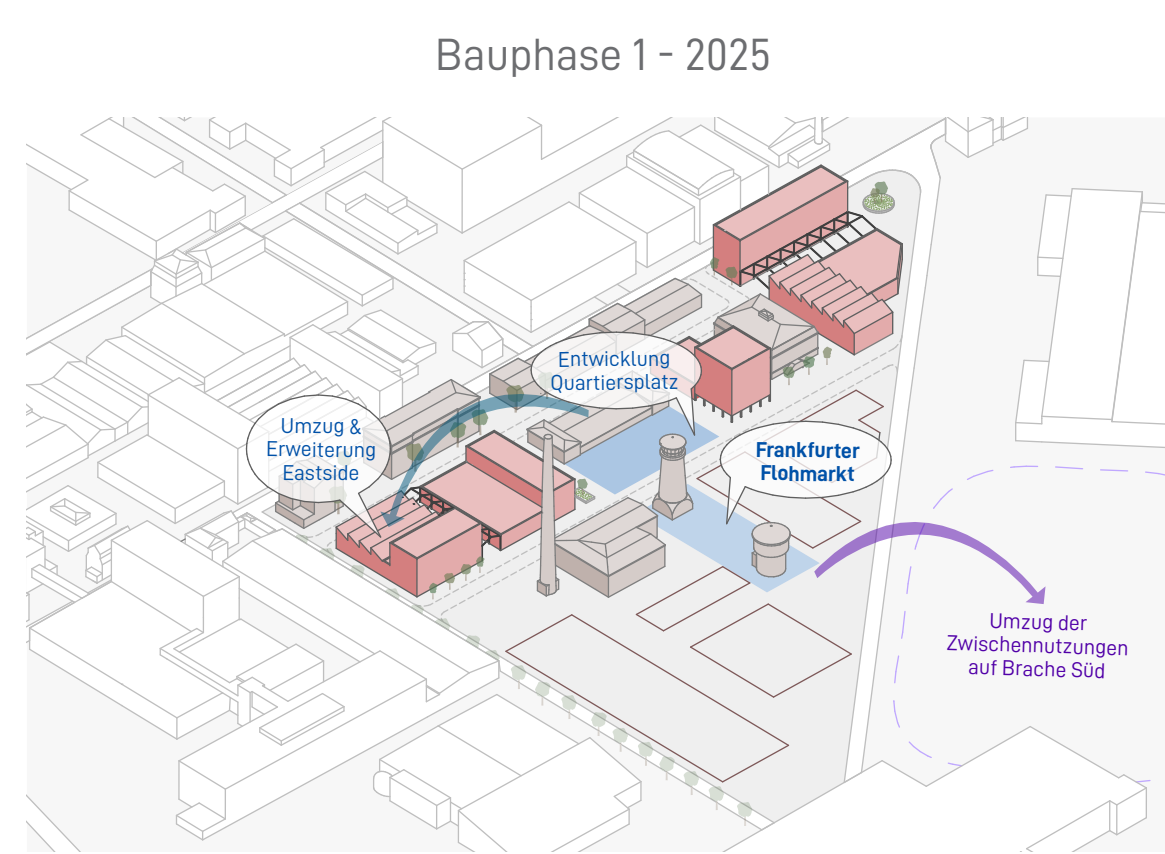 Bauphase 1 - 2025
Entwicklung
Quartiersplatz
Umzug &
Erweiterung
Eastside
Frankfurter
Flohmarkt
Umzug der
Zwischennutzungen
auf Brache Süd